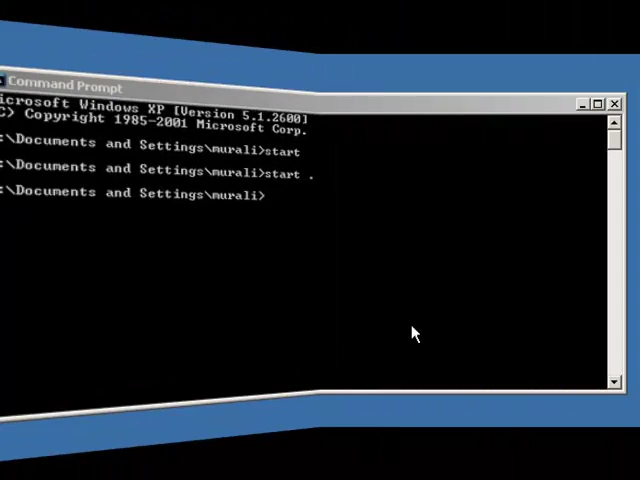 Command Prompt
icrosoft Windows XP [Version 5.1.2600]
C> Copyright 1985-2001 Microsoft Corp.
:\Documents and Settings\murali>start
:\Documents and Settings\murali>start .
:\Documents and Settings\murali>